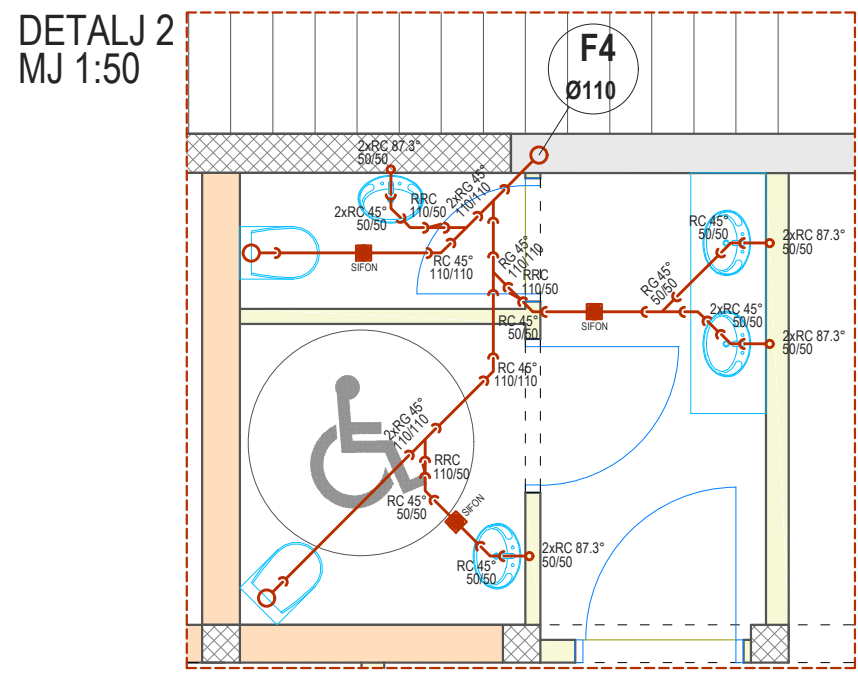 DETALJ 2
MJ 1:50
F4
Ø110
2xRC 87.3°
50/50
RRC
110/50
2xRG 45°
110/110
2xRC 45°
50/50
SIFON
RC 45°
110/110
RG 45°
110/110
RRC
110/50
RC 45°
50/50
SIFON
RG 45°
50/50
RC 45°
50/50
2xRC 87.3°
50/50
2xRC 45°
50/50
2xRC 87.3°
50/50
RC 45°
110/110
2xRG 45°
110/110
RRC
110/50
RC 45°
50/50
SIFON
RC 45°
50/50
2xRC 87.3°
50/50